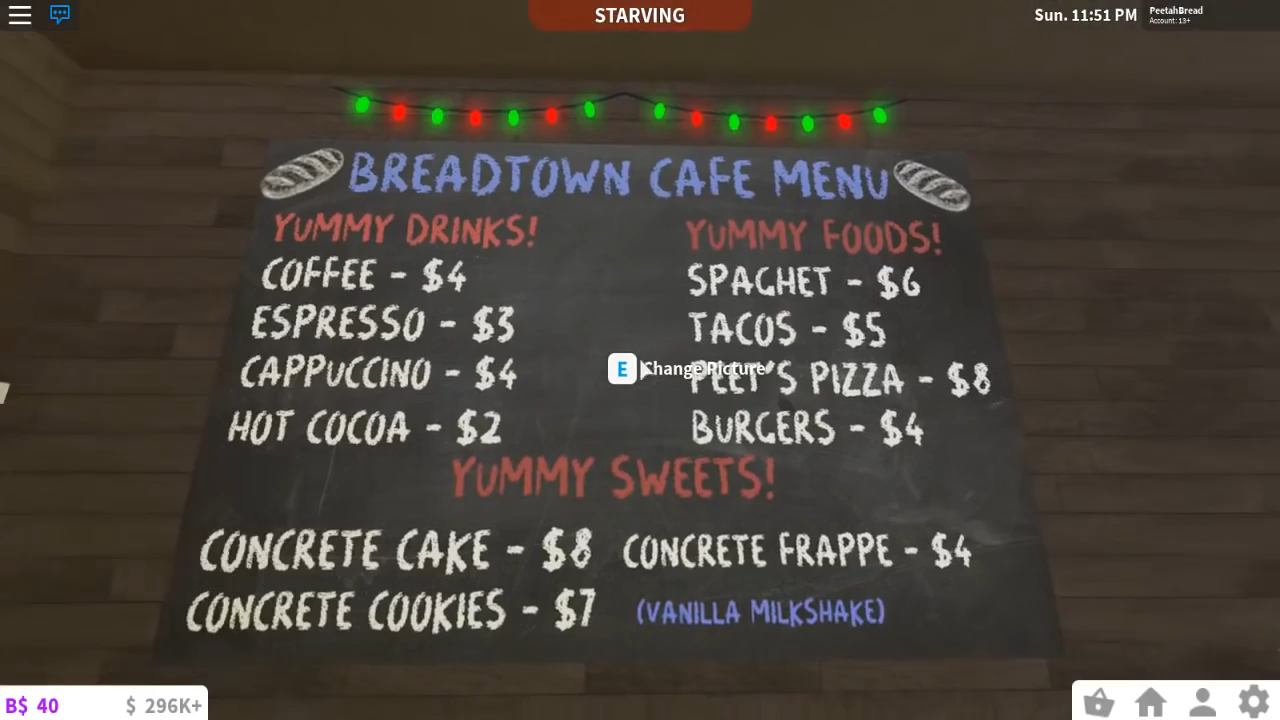 STARVING
Sun. 11:51 PM
PeetahBread
Account: 13+
BREADTOWN CAFE MENU
YUMMY DRINKS!
COFFEE - $4
ESPRESSO - $3
CAPPUCCINO - $4
HOT COCOA - $2
YUMMY FOODS!
SPAGHET - $6
TACOS - $5
PEET'S PIZZA - $8
BURGERS - $4
E Change Picture
YUMMY SWEETS!
CONCRETE CAKE - $8
CONCRETE COOKIES - $7
CONCRETE FRAPPE - $4
(VANILLA MILKSHAKE)
B$ 40
$ 296K+